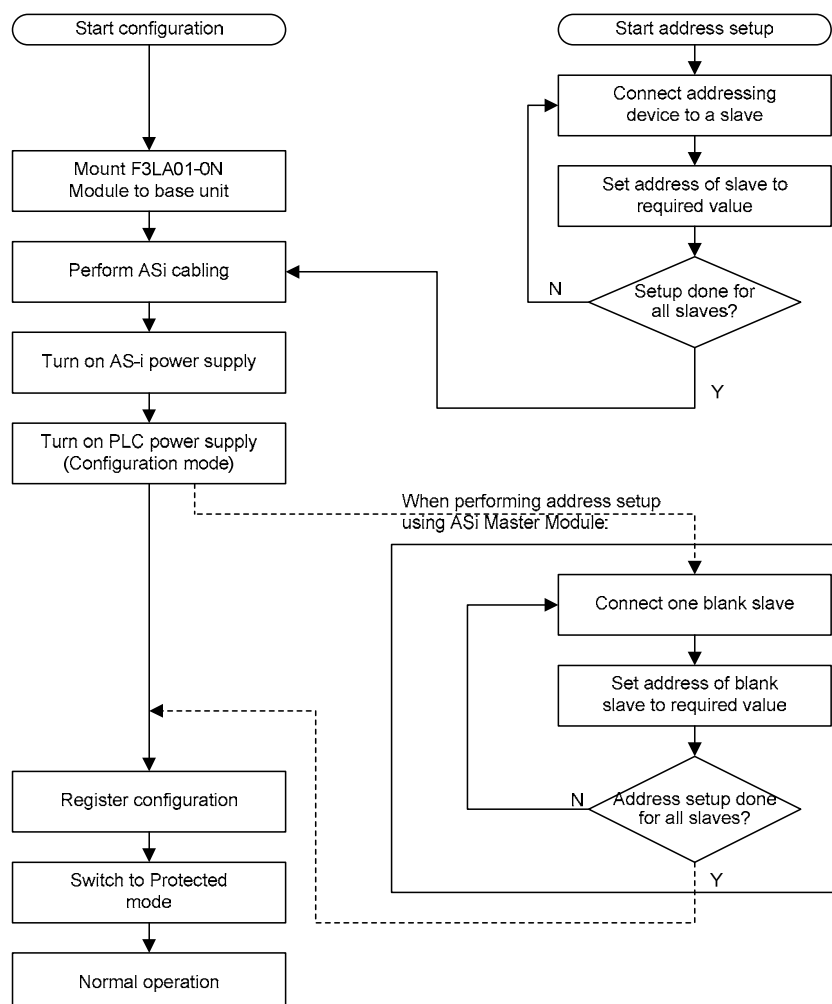 Start configuration
Mount F3LA01-0N
Module to base unit
Perform ASi cabling
Turn on AS-i power supply
Turn on PLC power supply
(Configuration mode)
Register configuration
Switch to Protected
mode
Normal operation
Start address setup
Connect addressing
device to a slave
Set address of slave to
required value
Setup done for
all slaves?
N
Y
When performing address setup
using ASi Master Module:
Connect one blank slave
Set address of blank
slave to required value
Address setup done
for all slaves?
N
Y